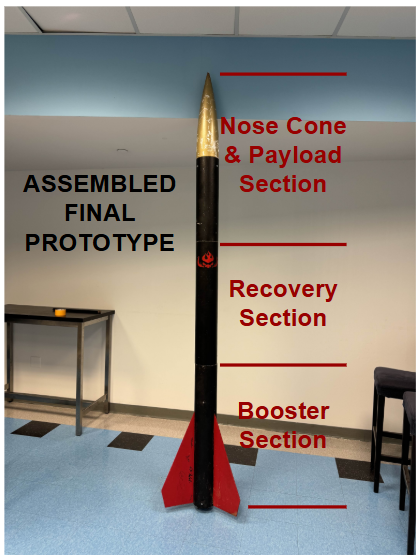 Nose Cone
& Payload
Section
ASSEMBLED
FINAL
PROTOTYPE
Recovery
Section
Booster
Section